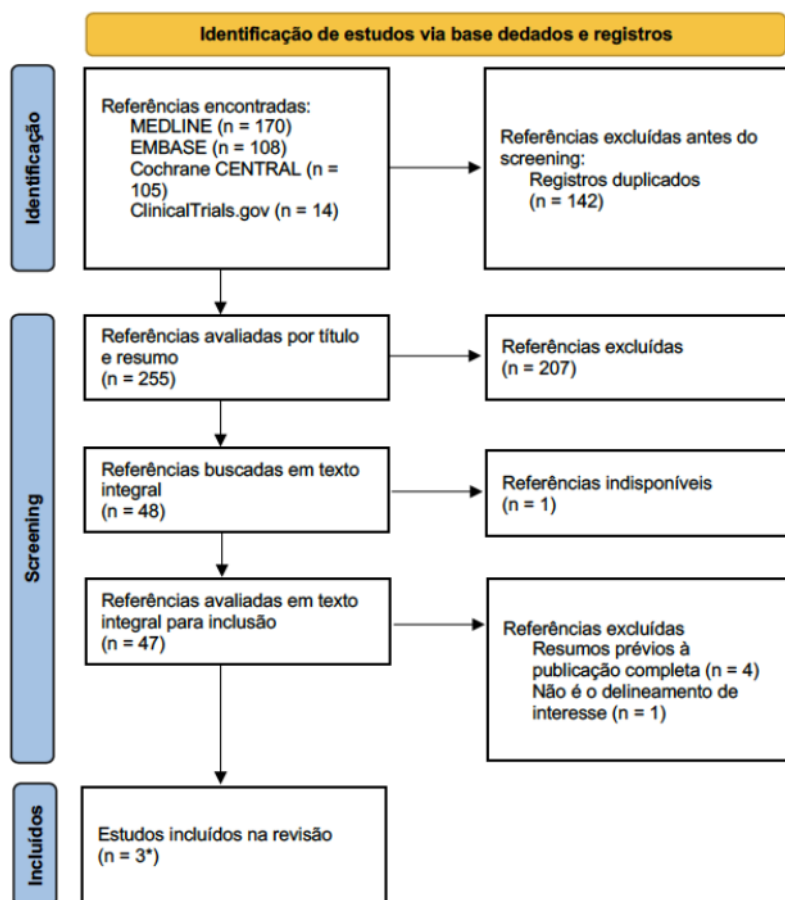 Identificação de estudos via base dedados e registros
Identificação
Referências encontradas:
MEDLINE (n = 170)
EMBASE (n = 108)
Cochrane CENTRAL (n =
105)
ClinicalTrials.gov (n = 14)
Referências excluídas antes do
screening:
Registros duplicados
(n = 142)
Screening
Referências avaliadas por título
e resumo
(n = 255)
Referências excluídas
(n = 207)
Referências buscadas em texto
integral
(n = 48)
Referências indisponíveis
(n = 1)
Referências avaliadas em texto
integral para inclusão
(n = 47)
Referências excluídas
Resumos prévios à
publicação completa (n = 4)
Não é o delineamento de
interesse (n = 1)
Incluídos
Estudos incluídos na revisão
(n = 3*)